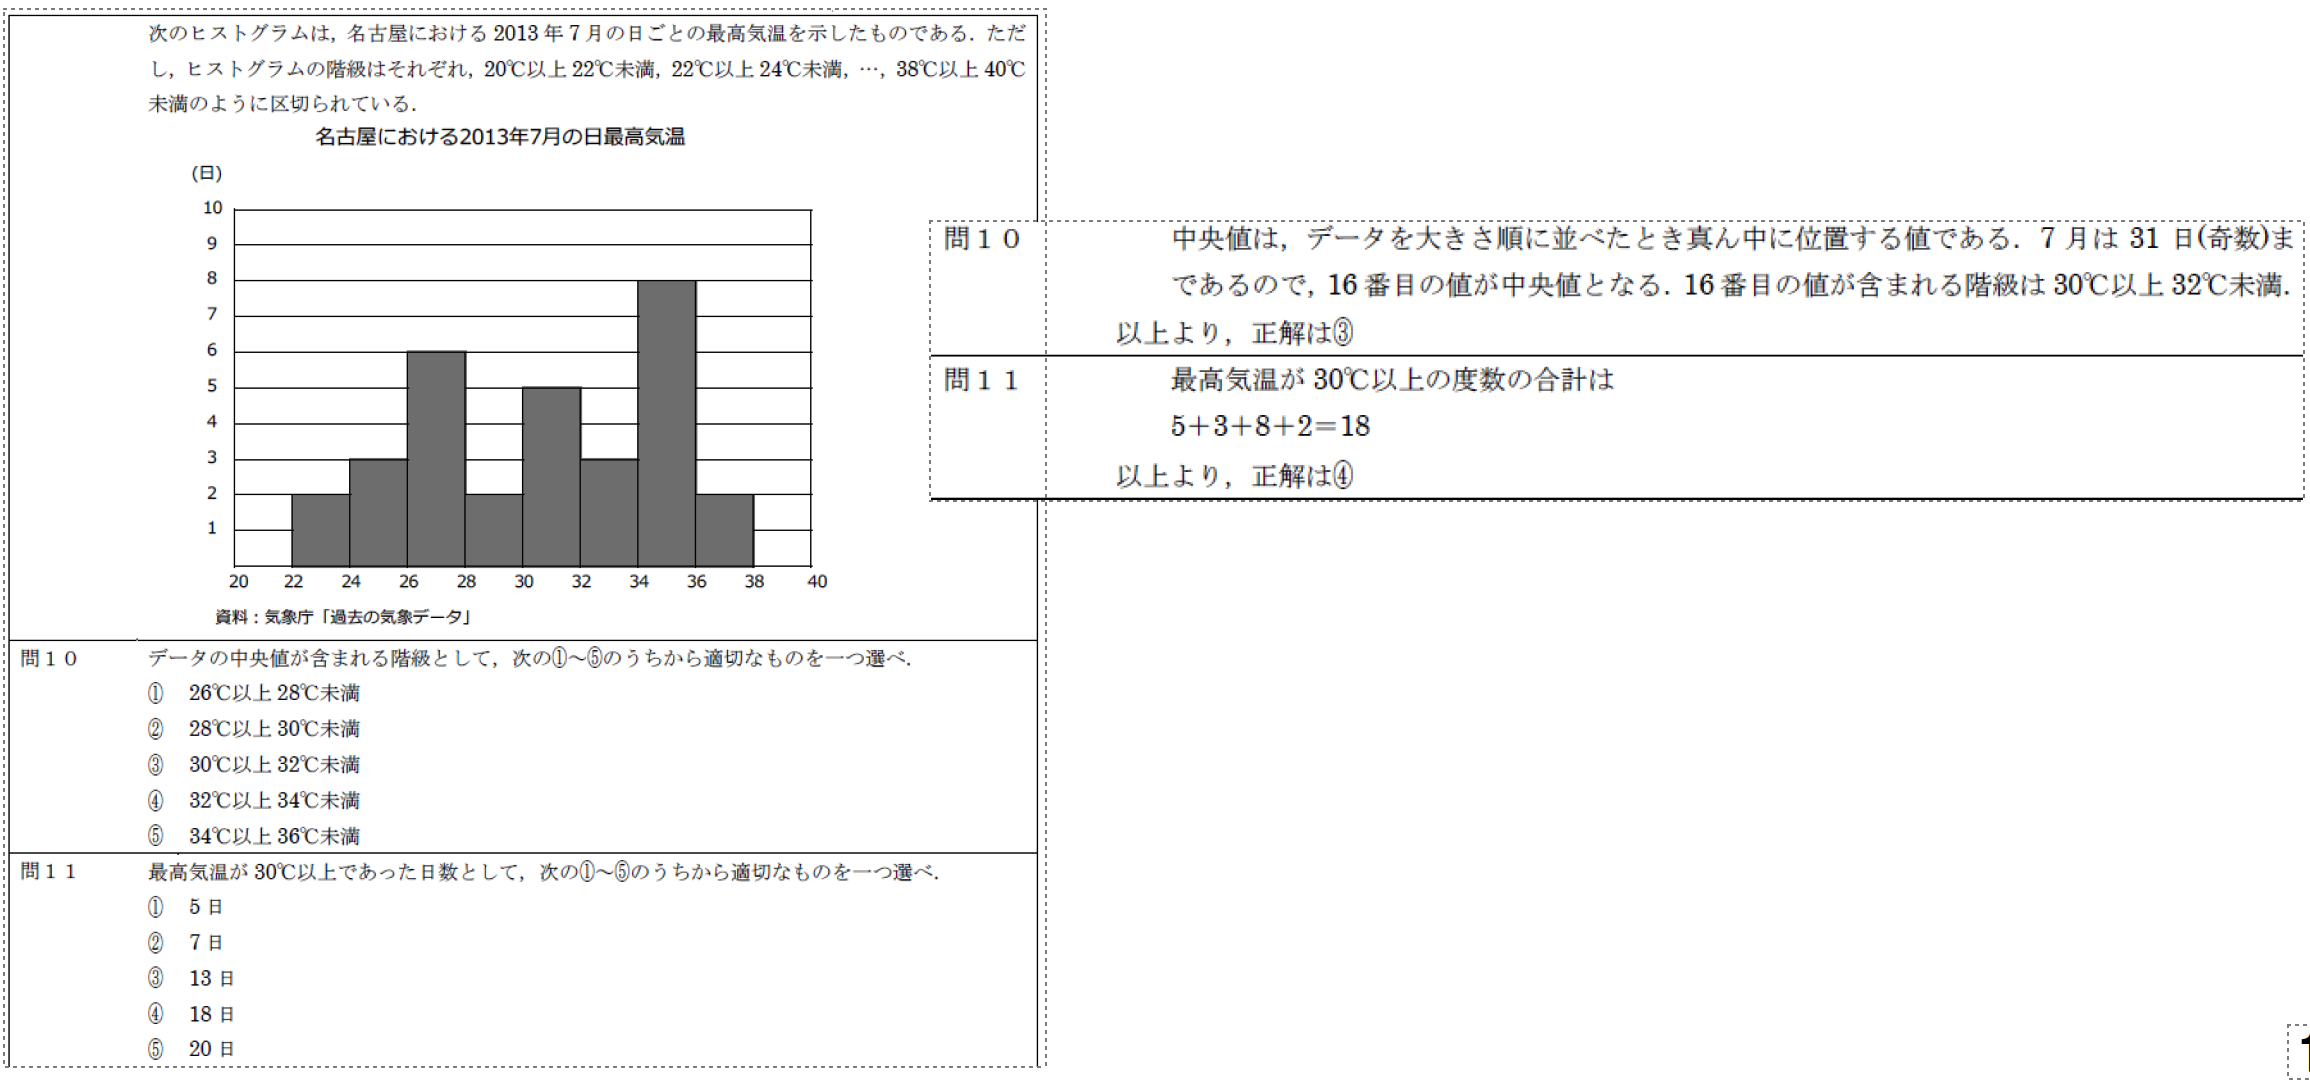 次のヒストグラムは，名古屋における 2013 年 7 月の日ごとの最高気温を示したものである．ただ
し，ヒストグラムの階級はそれぞれ，20℃以上 22℃未満，22℃以上 24℃未満，…，38℃以上 40℃
未満のように区切られている．
名古屋における2013年7月の日最高気温
(日)
10
9
8
7
6
5
4
3
2
1
20 22 24 26 28 30 32 34 36 38 40
資料：気象庁「過去の気象データ」
問１０ データの中央値が含まれる階級として，次の①～⑤のうちから適切なものを一つ選べ．
① 26℃以上 28℃未満
② 28℃以上 30℃未満
③ 30℃以上 32℃未満
④ 32℃以上 34℃未満
⑤ 34℃以上 36℃未満
問１１ 最高気温が 30℃以上であった日数として，次の①～⑤のうちから適切なものを一つ選べ．
① 5 日
② 7 日
③ 13 日
④ 18 日
⑤ 20 日
問１０ 中央値は，データを大きさ順に並べたとき真ん中に位置する値である．7 月は 31 日(奇数)ま
であるので，16 番目の値が中央値となる．16 番目の値が含まれる階級は 30℃以上 32℃未満．
以上より，正解は③
問１１ 最高気温が 30℃以上の度数の合計は
5＋3＋8＋2＝18
以上より，正解は④